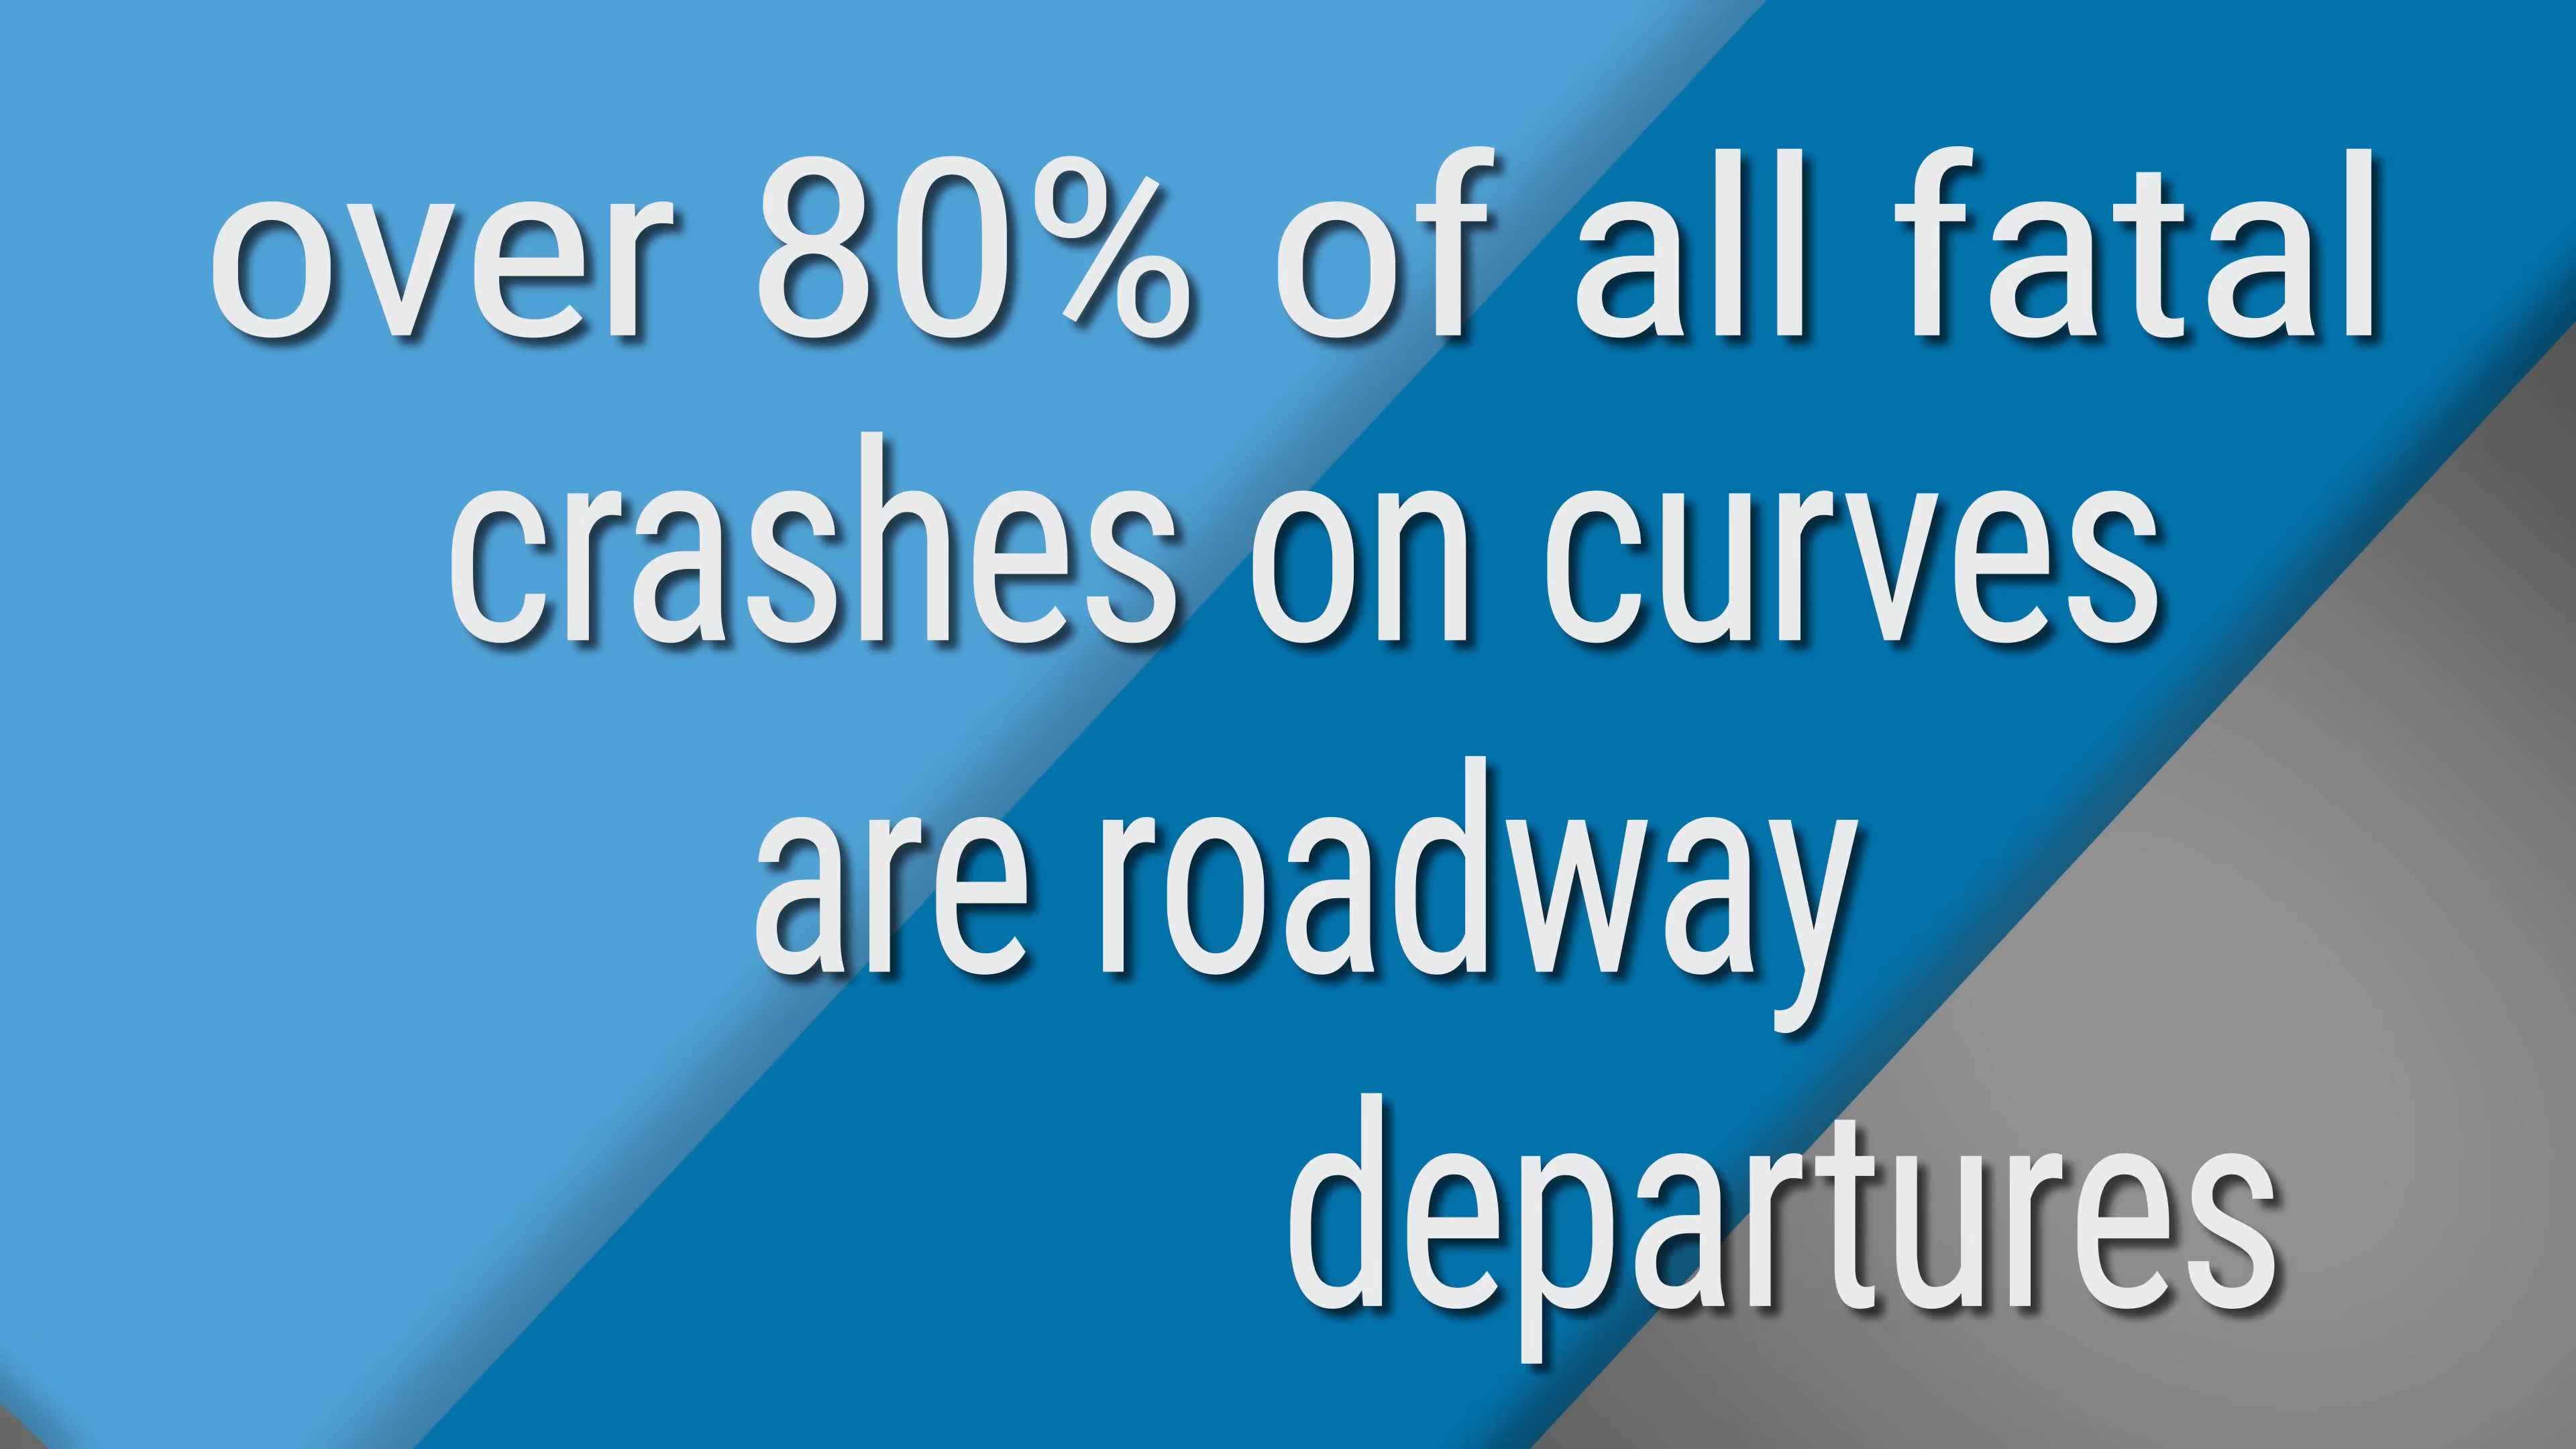 over 80% of all fatal
crashes on curves
are roadway
departures